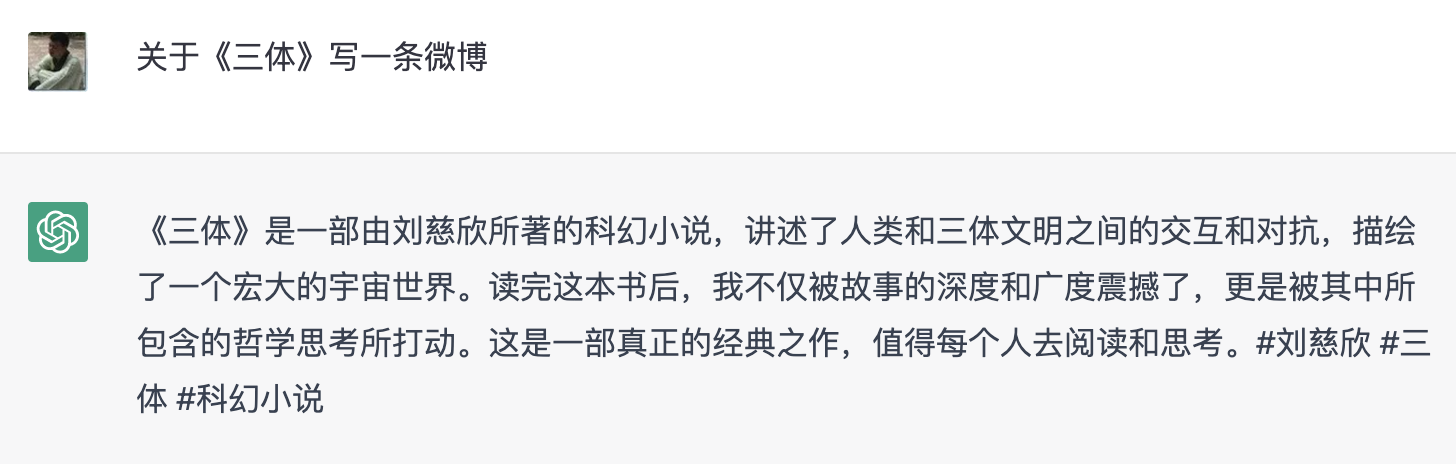 关于《三体》写一条微博
《三体》是一部由刘慈欣所著的科幻小说，讲述了人类和三体文明之间的交互和对抗，描绘
了一个宏大的宇宙世界。读完这本书后，我不仅被故事的深度和广度震撼了，更是被其中所
包含的哲学思考所打动。这是一部真正的经典之作，值得每个人去阅读和思考。#刘慈欣 #三
体 #科幻小说